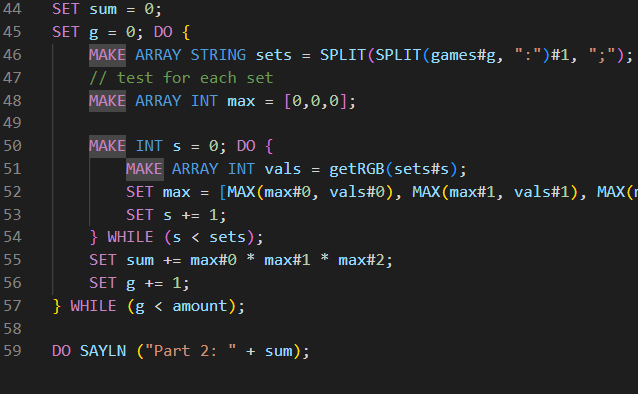 44 SET sum = 0;
45 SET g = 0; DO {
46 MAKE ARRAY STRING sets = SPLIT(SPLIT(games#g, ":")#1, ";");
47 // test for each set
48 MAKE ARRAY INT max = [0,0,0];
49
50 MAKE INT s = 0; DO {
51 MAKE ARRAY INT vals = getRGB(sets#s);
52 SET max = [MAX(max#0, vals#0), MAX(max#1, vals#1), MAX(
53 SET s += 1;
54 } WHILE (s < sets);
55 SET sum += max#0 * max#1 * max#2;
56 SET g += 1;
57 } WHILE (g < amount);
58
59 DO SAYLN ("Part 2: " + sum);